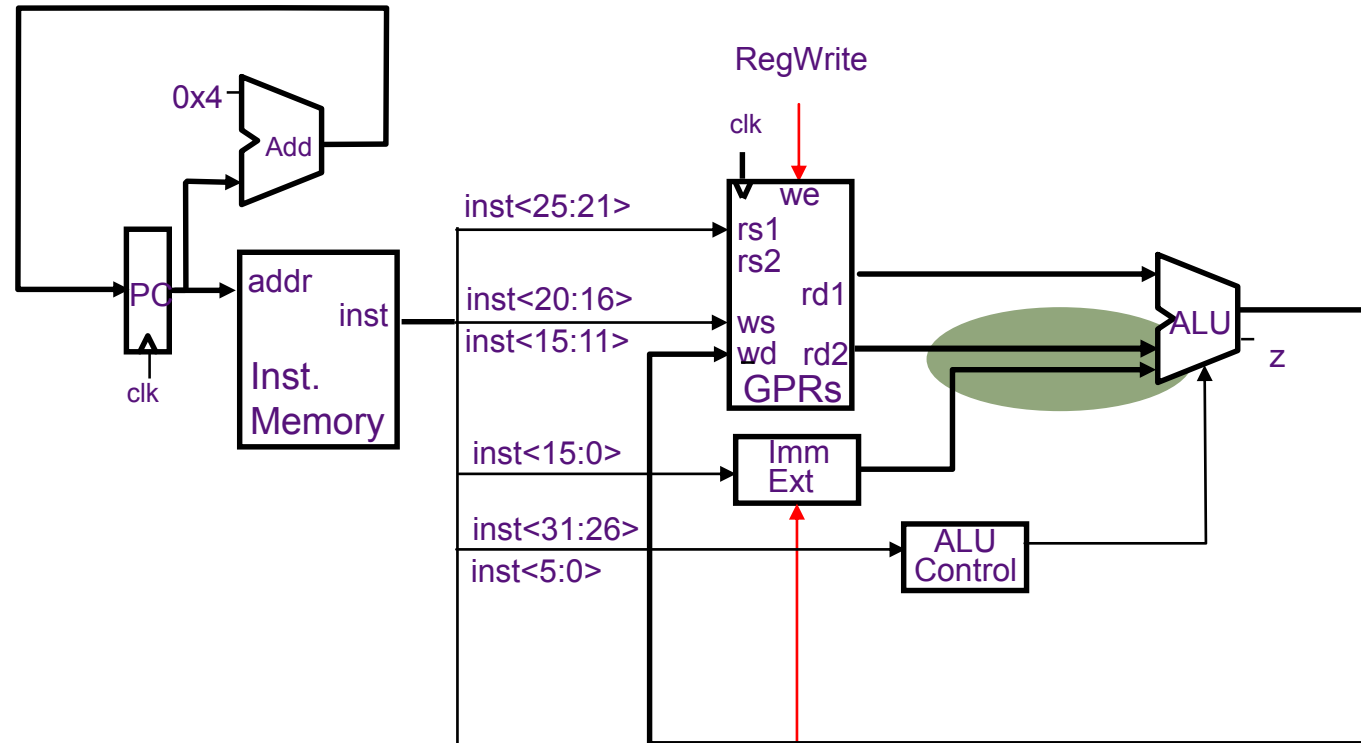 RegWrite
0x4
clk
Add
we
inst<25:21>
rs1
rs2
PC
addr
rd1
inst<20:16>
inst
ws
ALU
inst<15:11>
wd
rd2
z
clk
Inst.
Memory
GPRs
inst<15:0>
Imm
Ext
inst<31:26>
ALU
Control
inst<5:0>